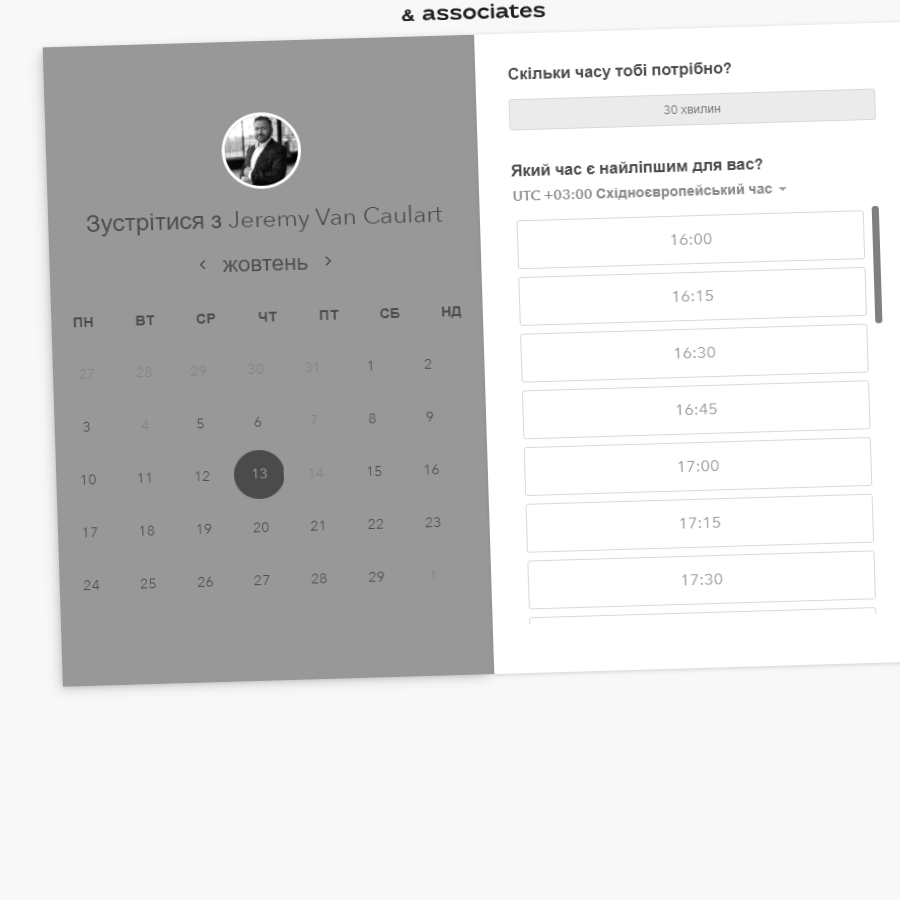 & associates
Зустрітися з Jeremy Van Caulart
‹ жовтень ›
ПН ВТ СР ЧТ ПТ СБ НД
27 28 29 30 31 1 2
3 4 5 6 7 8 9
10 11 12 13 14 15 16
17 18 19 20 21 22 23
24 25 26 27 28 29 1
Скільки часу тобі потрібно?
30 хвилин
Який час є найліпшим для вас?
UTC +03:00 Східноєвропейський час
16:00
16:15
16:30
16:45
17:00
17:15
17:30